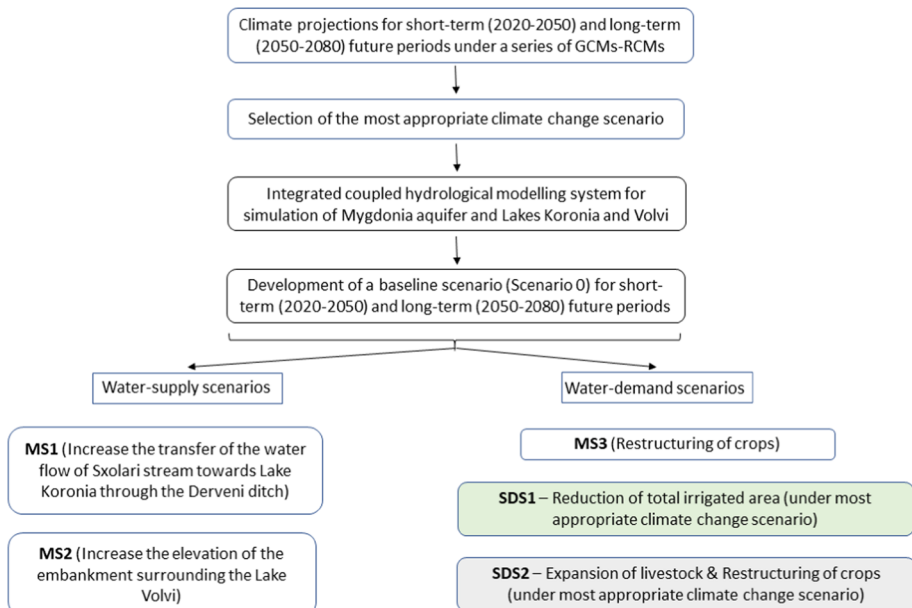 Climate projections for short-term (2020-2050) and long-term
(2050-2080) future periods under a series of GCMs-RCMs
Selection of the most appropriate climate change scenario
Integrated coupled hydrological modelling system for
simulation of Mygdonia aquifer and Lakes Koronia and Volvi
Development of a baseline scenario (Scenario 0) for short-
term (2020-2050) and long-term (2050-2080) future periods
Water-supply scenarios
MS1 (Increase the transfer of the water
flow of Sxolari stream towards Lake
Koronia through the Derveni ditch)
MS2 (Increase the elevation of the
embankment surrounding the Lake
Volvi)
Water-demand scenarios
MS3 (Restructuring of crops)
SDS1 – Reduction of total irrigated area (under most
appropriate climate change scenario)
SDS2 – Expansion of livestock & Restructuring of crops
(under most appropriate climate change scenario)